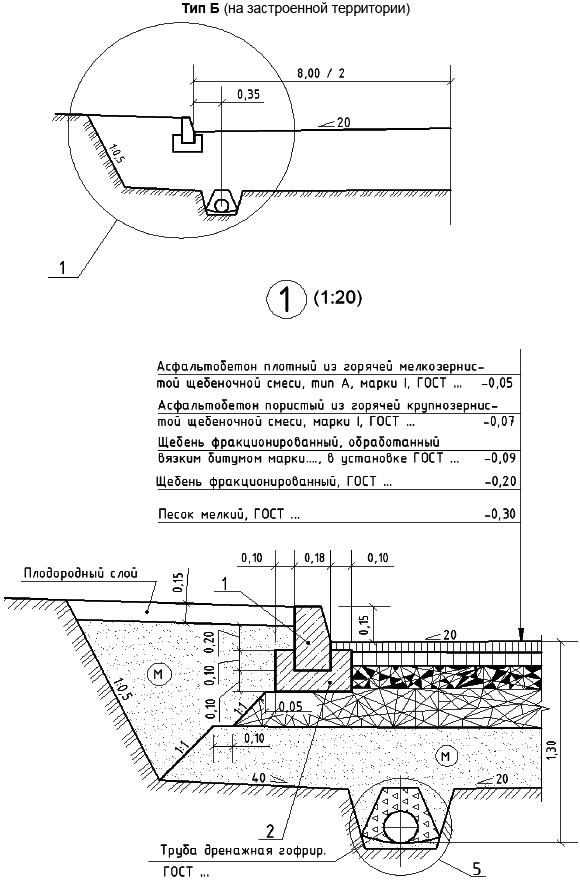 Тип Б (на застроенной территории)
8,00 / 2
0,35
20
1:0.5
1
1 (1:20)
Асфальтобетон плотный из горячей мелкозернис-
той щебеночной смеси, тип А, марки I, ГОСТ ... -0,05
Асфальтобетон пористый из горячей крупнозернис-
той щебеночной смеси, марки I, ГОСТ ... -0,07
Щебень фракционированный, обработанный
вязким битумом марки...., в установке ГОСТ ... -0,09
Щебень фракционированный, ГОСТ ... -0,20
Песок мелкий, ГОСТ ... -0,30
0,10 0,18 0,10
Плодородный слой
0,15
1
0,15
20
0,20
М
0,10
1:0.5
0,10
1:1
0,05
1:1
0,10
М
1,30
40
20
2
Труба дренажная гофрир.
ГОСТ ...
5